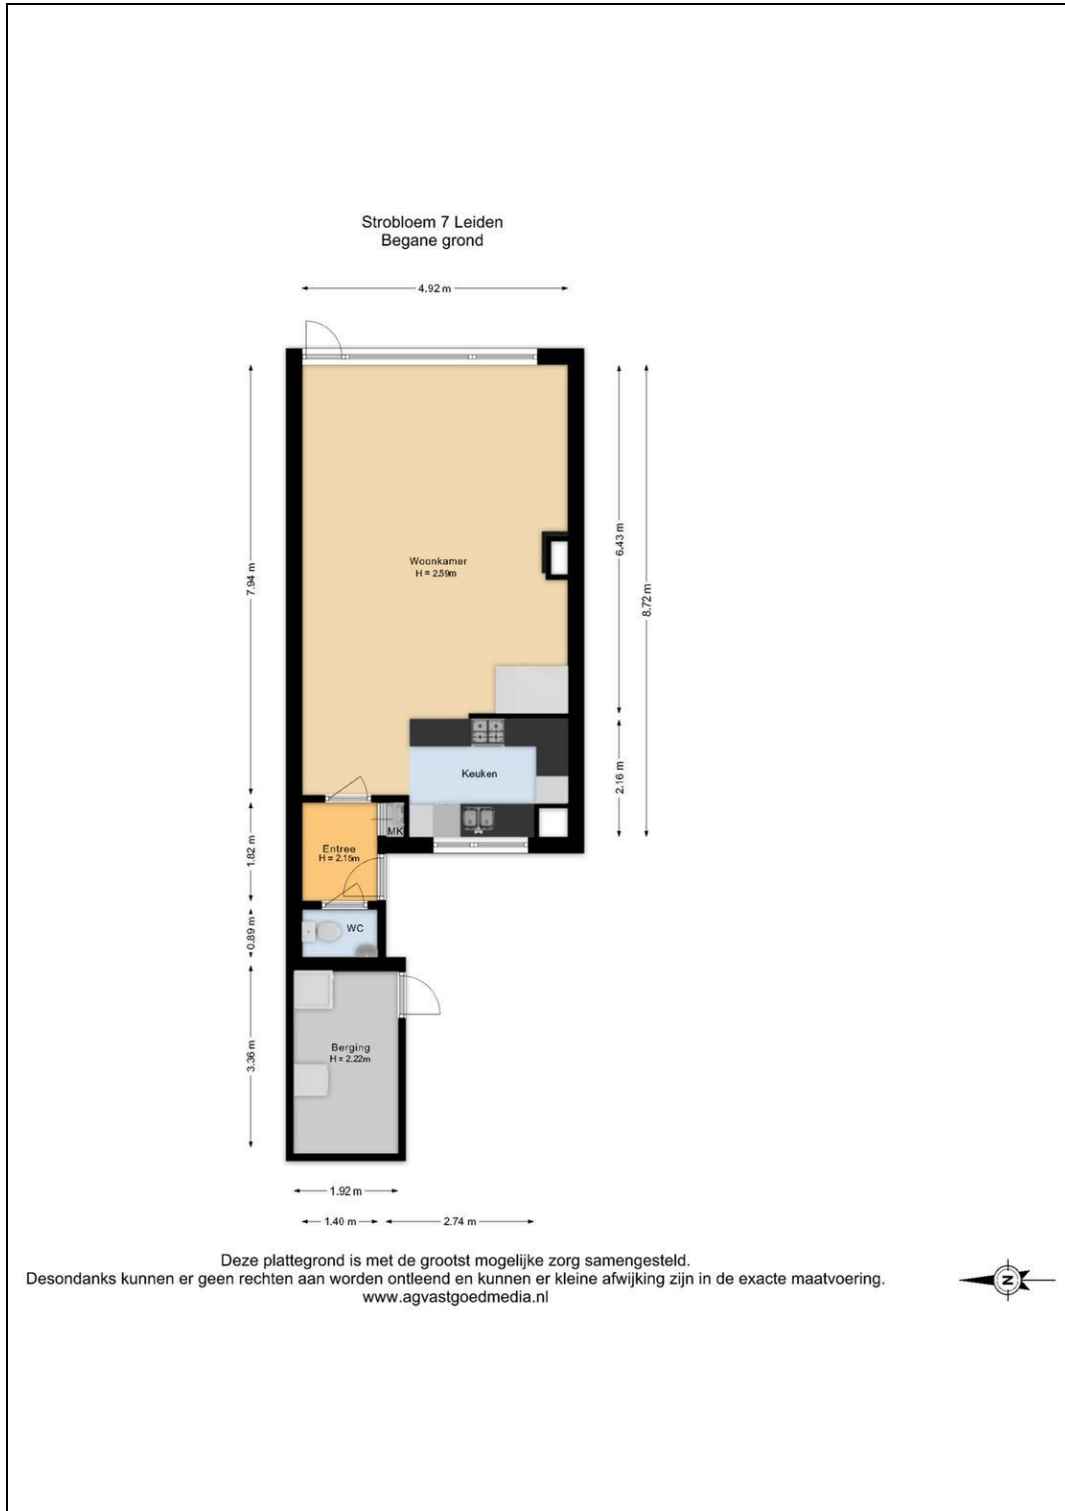 Strobloem 7 Leiden
Begane grond
4.92 m
7.94 m
6.43 m
8.72 m
Woonkamer
H = 2.59m
2.16 m
Keuken
MK
1.82 m
Entree
H = 2.15m
0.89 m
WC
3.36 m
Berging
H = 2.22m
1.92 m
1.40 m
2.74 m
Deze plattegrond is met de grootst mogelijke zorg samengesteld.
Desondanks kunnen er geen rechten aan worden ontleend en kunnen er kleine afwijking zijn in de exacte maatvoering.
www.agvastgoedmedia.nl
N